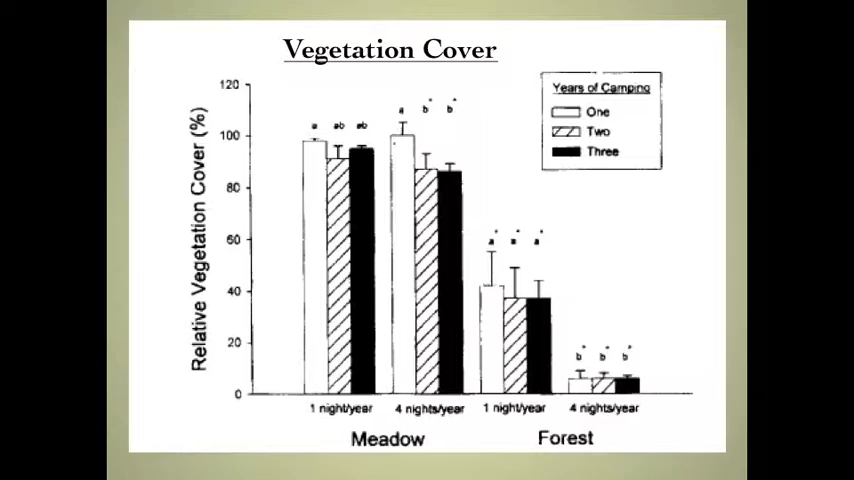 Vegetation Cover
Years of Camping
One
Two
Three
Relative Vegetation Cover (%)
120
100
80
60
40
20
0
a ab ab
a b* b*
a* a* a*
b* b* b*
1 night/year 4 nights/year 1 night/year 4 nights/year
Meadow Forest